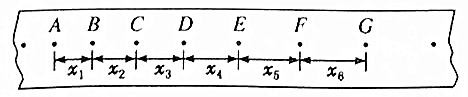 A B C D E F G
x₁ x₂ x₃ x₄ x₅ x₆